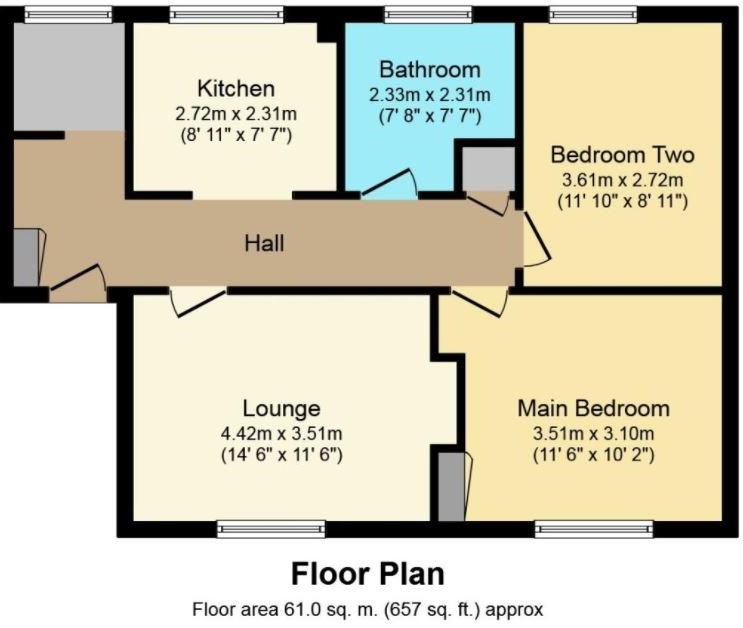 Kitchen
2.72m x 2.31m
(8' 11" x 7' 7")
Bathroom
2.33m x 2.31m
(7' 8" x 7' 7")
Bedroom Two
3.61m x 2.72m
(11' 10" x 8' 11")
Hall
Lounge
4.42m x 3.51m
(14' 6" x 11' 6")
Main Bedroom
3.51m x 3.10m
(11' 6" x 10' 2")
Floor Plan
Floor area 61.0 sq. m. (657 sq. ft.) approx